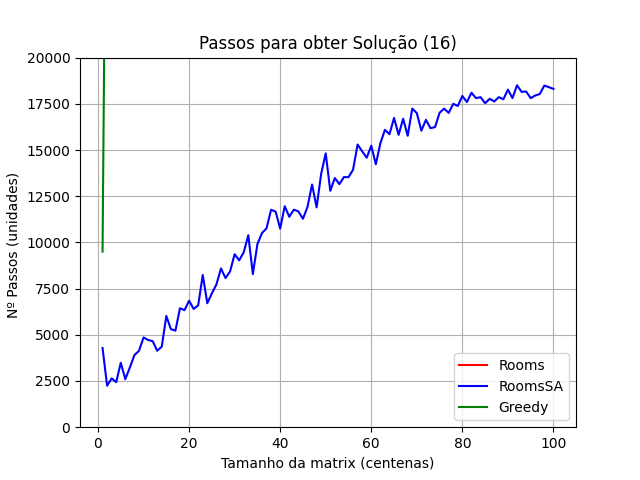 Passos para obter Solução (16)
20000
17500
15000
12500
10000
7500
5000
2500
0
Nº Passos (unidades)
0 20 40 60 80 100
Tamanho da matrix (centenas)
Rooms
RoomsSA
Greedy